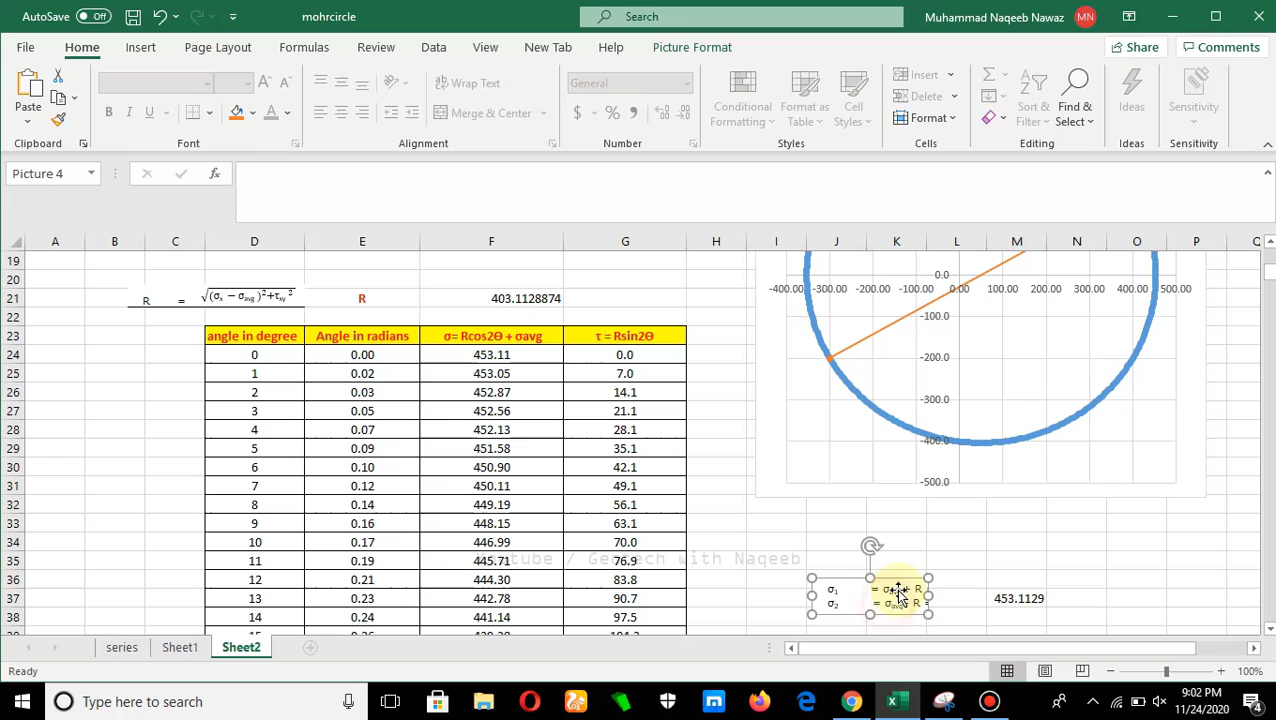 AutoSave Off
mohrcircle
Search
Muhammad Naqeeb Nawaz MN
File Home Insert Page Layout Formulas Review Data View New Tab Help Picture Format
Share Comments
Paste
Clipboard
B I U
Font
Wrap Text
Merge & Center
Alignment
General
$ % ,
Number
Conditional Formatting
Format as Table
Cell Styles
Styles
Insert
Delete
Format
Cells
Sort & Filter
Find & Select
Editing
Ideas
Ideas
Sensitivity
Sensitivity
Picture 4
fx
A B C D E F G H I J K L M N O P Q
19
20
21 R = √(σx − σavg )²+τxy ² R 403.1128874
22
23 angle in degree Angle in radians σ= Rcos2Ɵ + σavg τ = Rsin2Ɵ
24 0 0.00 453.11 0.0
25 1 0.02 453.05 7.0
26 2 0.03 452.87 14.1
27 3 0.05 452.56 21.1
28 4 0.07 452.13 28.1
29 5 0.09 451.58 35.1
30 6 0.10 450.90 42.1
31 7 0.12 450.11 49.1
32 8 0.14 449.19 56.1
33 9 0.16 448.15 63.1
34 10 0.17 446.99 70.0
35 11 0.19 445.71 76.9
36 12 0.21 444.30 83.8
37 13 0.23 442.78 90.7
38 14 0.24 441.14 97.5
0.0
-400.00 -300.00 -200.00 -100.00 0.00 100.00 200.00 300.00 400.00 500.00
-100.0
-200.0
-300.0
-400.0
-500.0
Youtube / Geotech with Naqeeb
σ1 = R
σ2 = σavg R =
453.1129
series Sheet1 Sheet2
Ready
100%
Type here to search
9:02 PM
11/24/2020
4